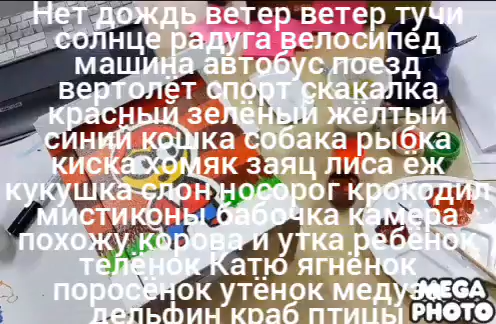 Нет дождь ветер ветер тучи
солнце радуга велосипед
машина автобус поезд
вертолёт спорт скакалка
красный зелёный жёлтый
синий кошка собака рыбка
киска хомяк заяц лиса ёж
кукушка слон носорог крокодил
мистиконы бабочка камера
похожу корова и утка ребёнок
телёнок Катю ягнёнок
поросёнок утёнок медуза
дельфин краб птицы
MEGA
PHOTO